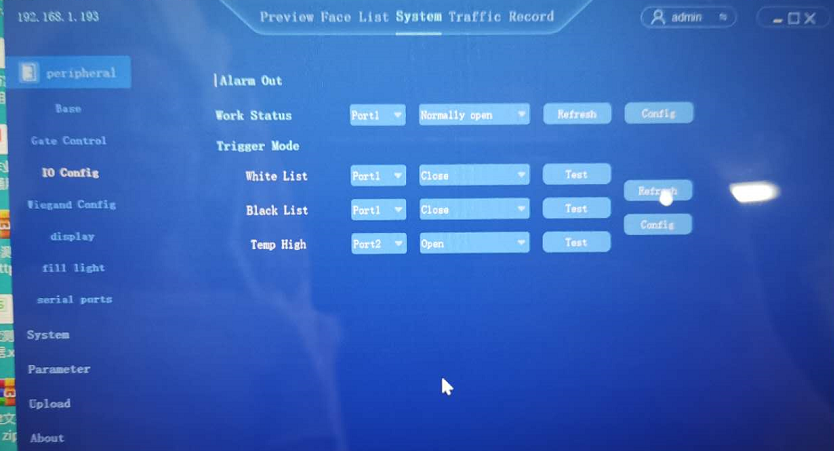 192.168.1.193
Preview Face List System Traffic Record
admin
peripheral
Base
Gate Control
IO Config
Wiegand Config
display
fill light
serial ports
System
Parameter
Upload
About
Alarm Out
Work Status Port1 Normally open Refresh Config
Trigger Mode
White List Port1 Close Test
Refresh
Black List Port1 Close Test
Config
Temp High Port2 Open Test
zip